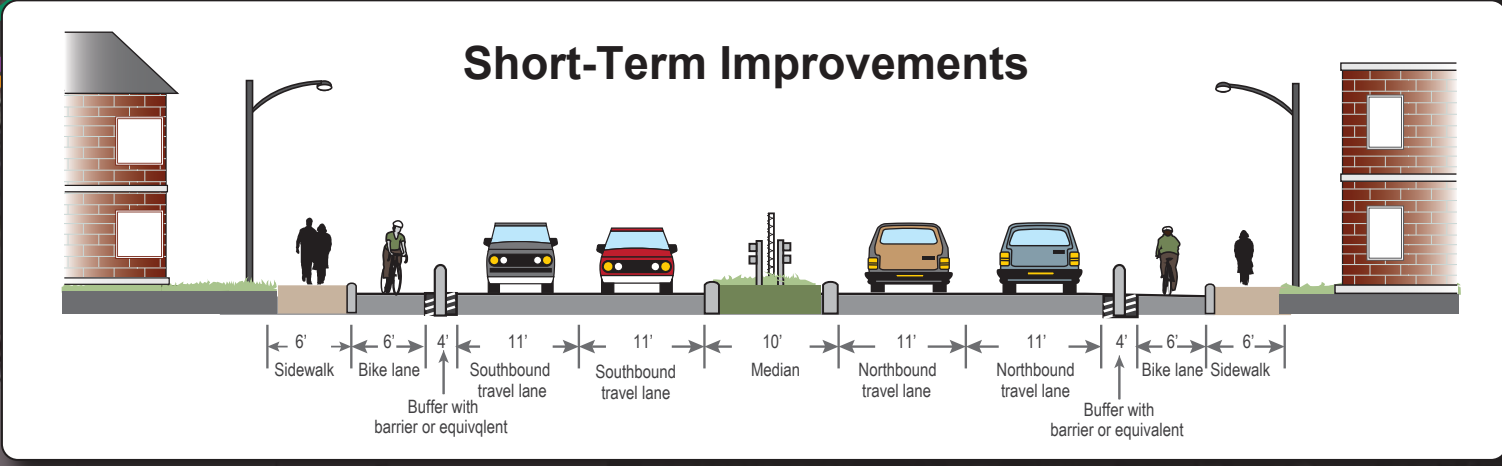 Short-Term Improvements
6' 6' 4' 11' 11' 10' 11' 11' 4' 6' 6'
Sidewalk Bike lane Southbound Southbound Median Northbound Northbound Bike lane Sidewalk
travel lane travel lane travel lane travel lane
Buffer with
barrier or equivqlent
Buffer with
barrier or equivalent